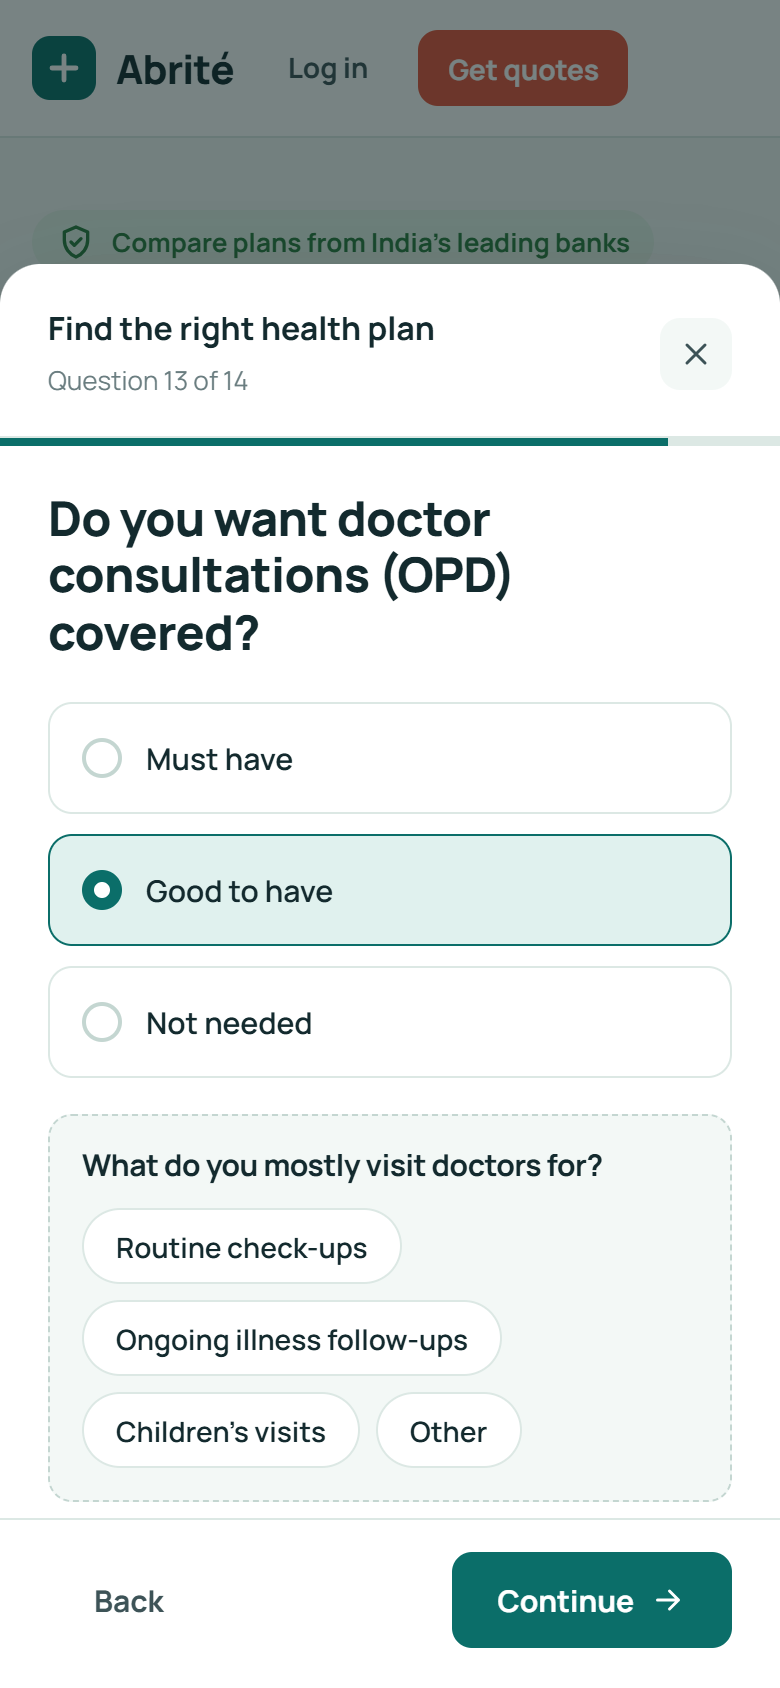 Abrité
Log in
Get quotes
Compare plans from India's leading banks
Find the right health plan
Question 13 of 14
Do you want doctor
consultations (OPD)
covered?
Must have
Good to have
Not needed
What do you mostly visit doctors for?
Routine check-ups
Ongoing illness follow-ups
Children's visits
Other
Back
Continue →